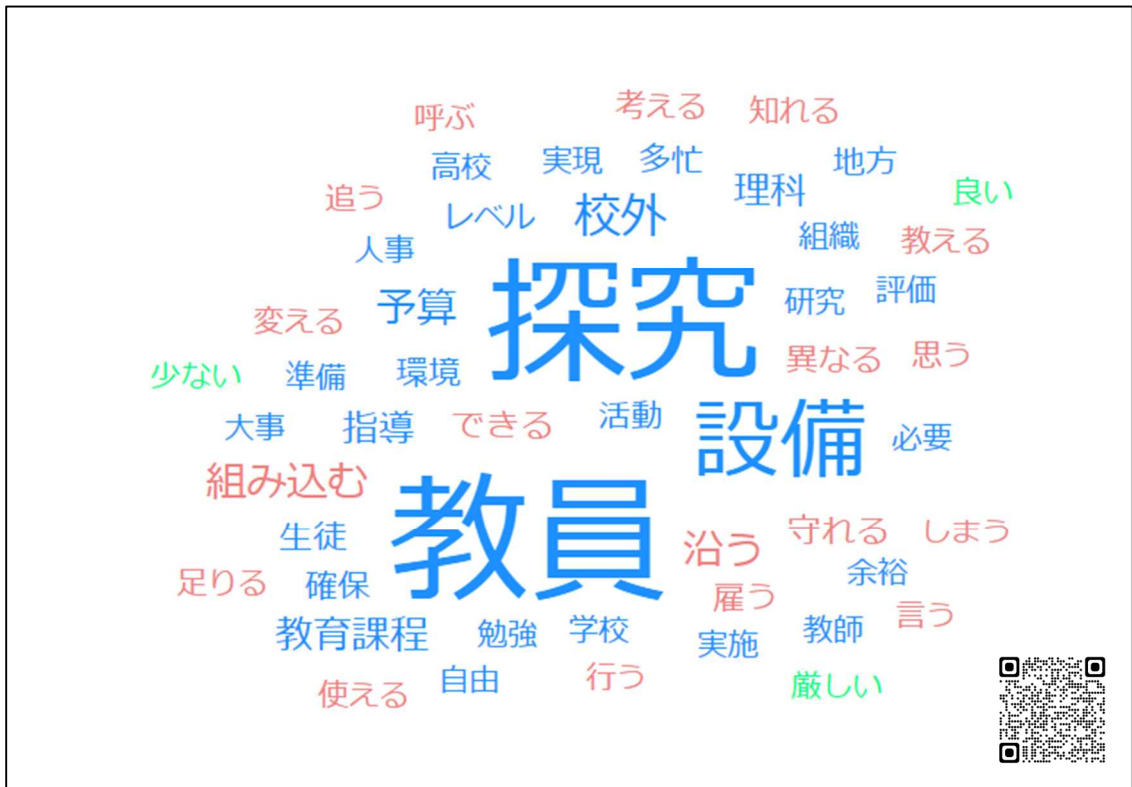 呼ぶ 考える 知れる
高校 実現 多忙 理科 地方
追う レベル 校外 良い
人事 組織 教える
変える 予算 探究 研究 評価
少ない 準備 環境 異なる 思う
大事 指導 できる 活動 設備 必要
組み込む
生徒 教員 沿う 守れる しまう
足りる 確保 雇う 余裕
教育課程 勉強 学校 実施 教師 言う
使える 自由 行う 厳しい